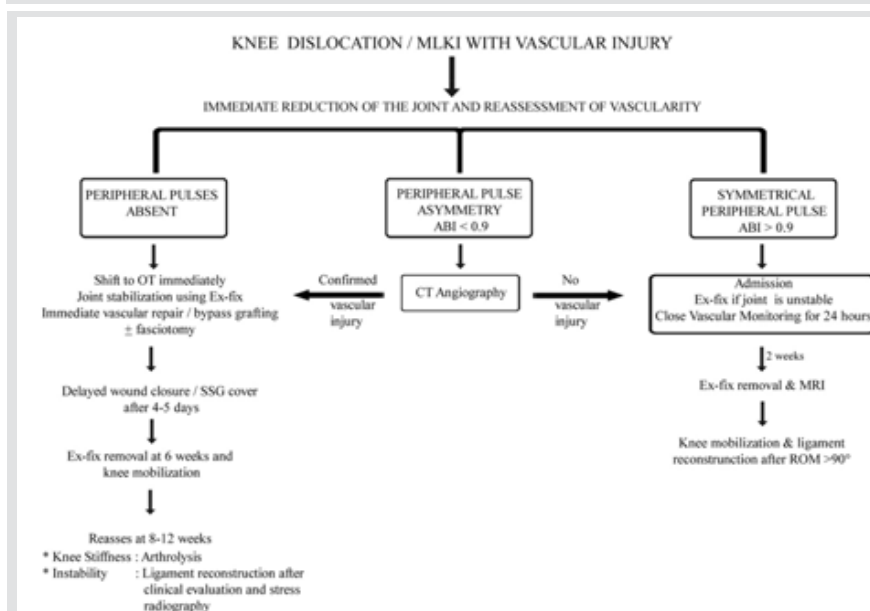 KNEE DISLOCATION / MLKI WITH VASCULAR INJURY
IMMEDIATE REDUCTION OF THE JOINT AND REASSESSMENT OF VASCULARITY
PERIPHERAL PULSES
ABSENT
PERIPHERAL PULSE
ASYMMETRY
ABI < 0.9
SYMMETRICAL
PERIPHERAL PULSE
ABI > 0.9
Shift to OT immediately
Joint stabilization using Ex-fix
Immediate vascular repair / bypass grafting
± fasciotomy
Confirmed
vascular
injury
CT Angiography
No
vascular
injury
Admission
Ex-fix if joint is unstable
Close Vascular Monitoring for 24 hours
2 weeks
Delayed wound closure / SSG cover
after 4-5 days
Ex-fix removal & MRI
Ex-fix removal at 6 weeks and
knee mobilization
Knee mobilization & ligament
reconstrunction after ROM >90°
Reasses at 8-12 weeks
* Knee Stiffness : Arthrolysis
* Instability : Ligament reconstruction after
clinical evaluation and stress
radiography